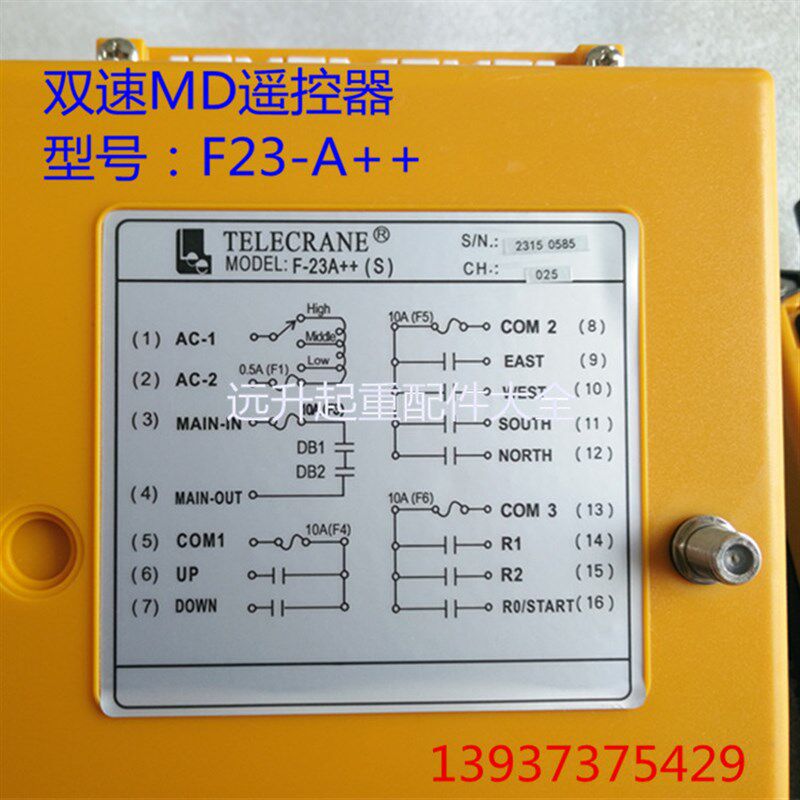 双速MD遥控器
型号：F23-A++
TELECRANE®
MODEL: F-23A++ (S)
S/N.: 2315 0585
CH.: 025
High
Middle
Low
(1) AC-1
(2) AC-2 0.5A (F1)
(3) MAIN-IN
DB1
DB2
(4) MAIN-OUT
(5) COM1 10A(F4)
(6) UP
(7) DOWN
10A (F5) COM 2 (8)
EAST (9)
WEST (10)
SOUTH (11)
NORTH (12)
10A (F6) COM 3 (13)
R1 (14)
R2 (15)
R0/START (16)
远升起重配件大全
13937375429